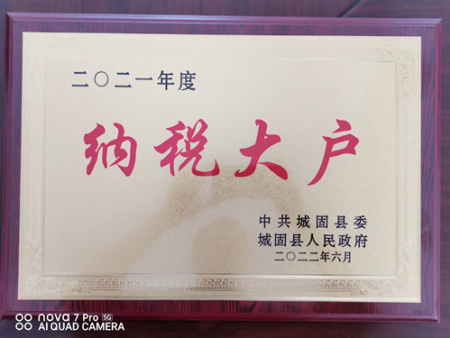 二〇二一年度
纳税大户
中共城固县委
城固县人民政府
二〇二二年六月
nova 7 Pro 5G
AI QUAD CAMERA